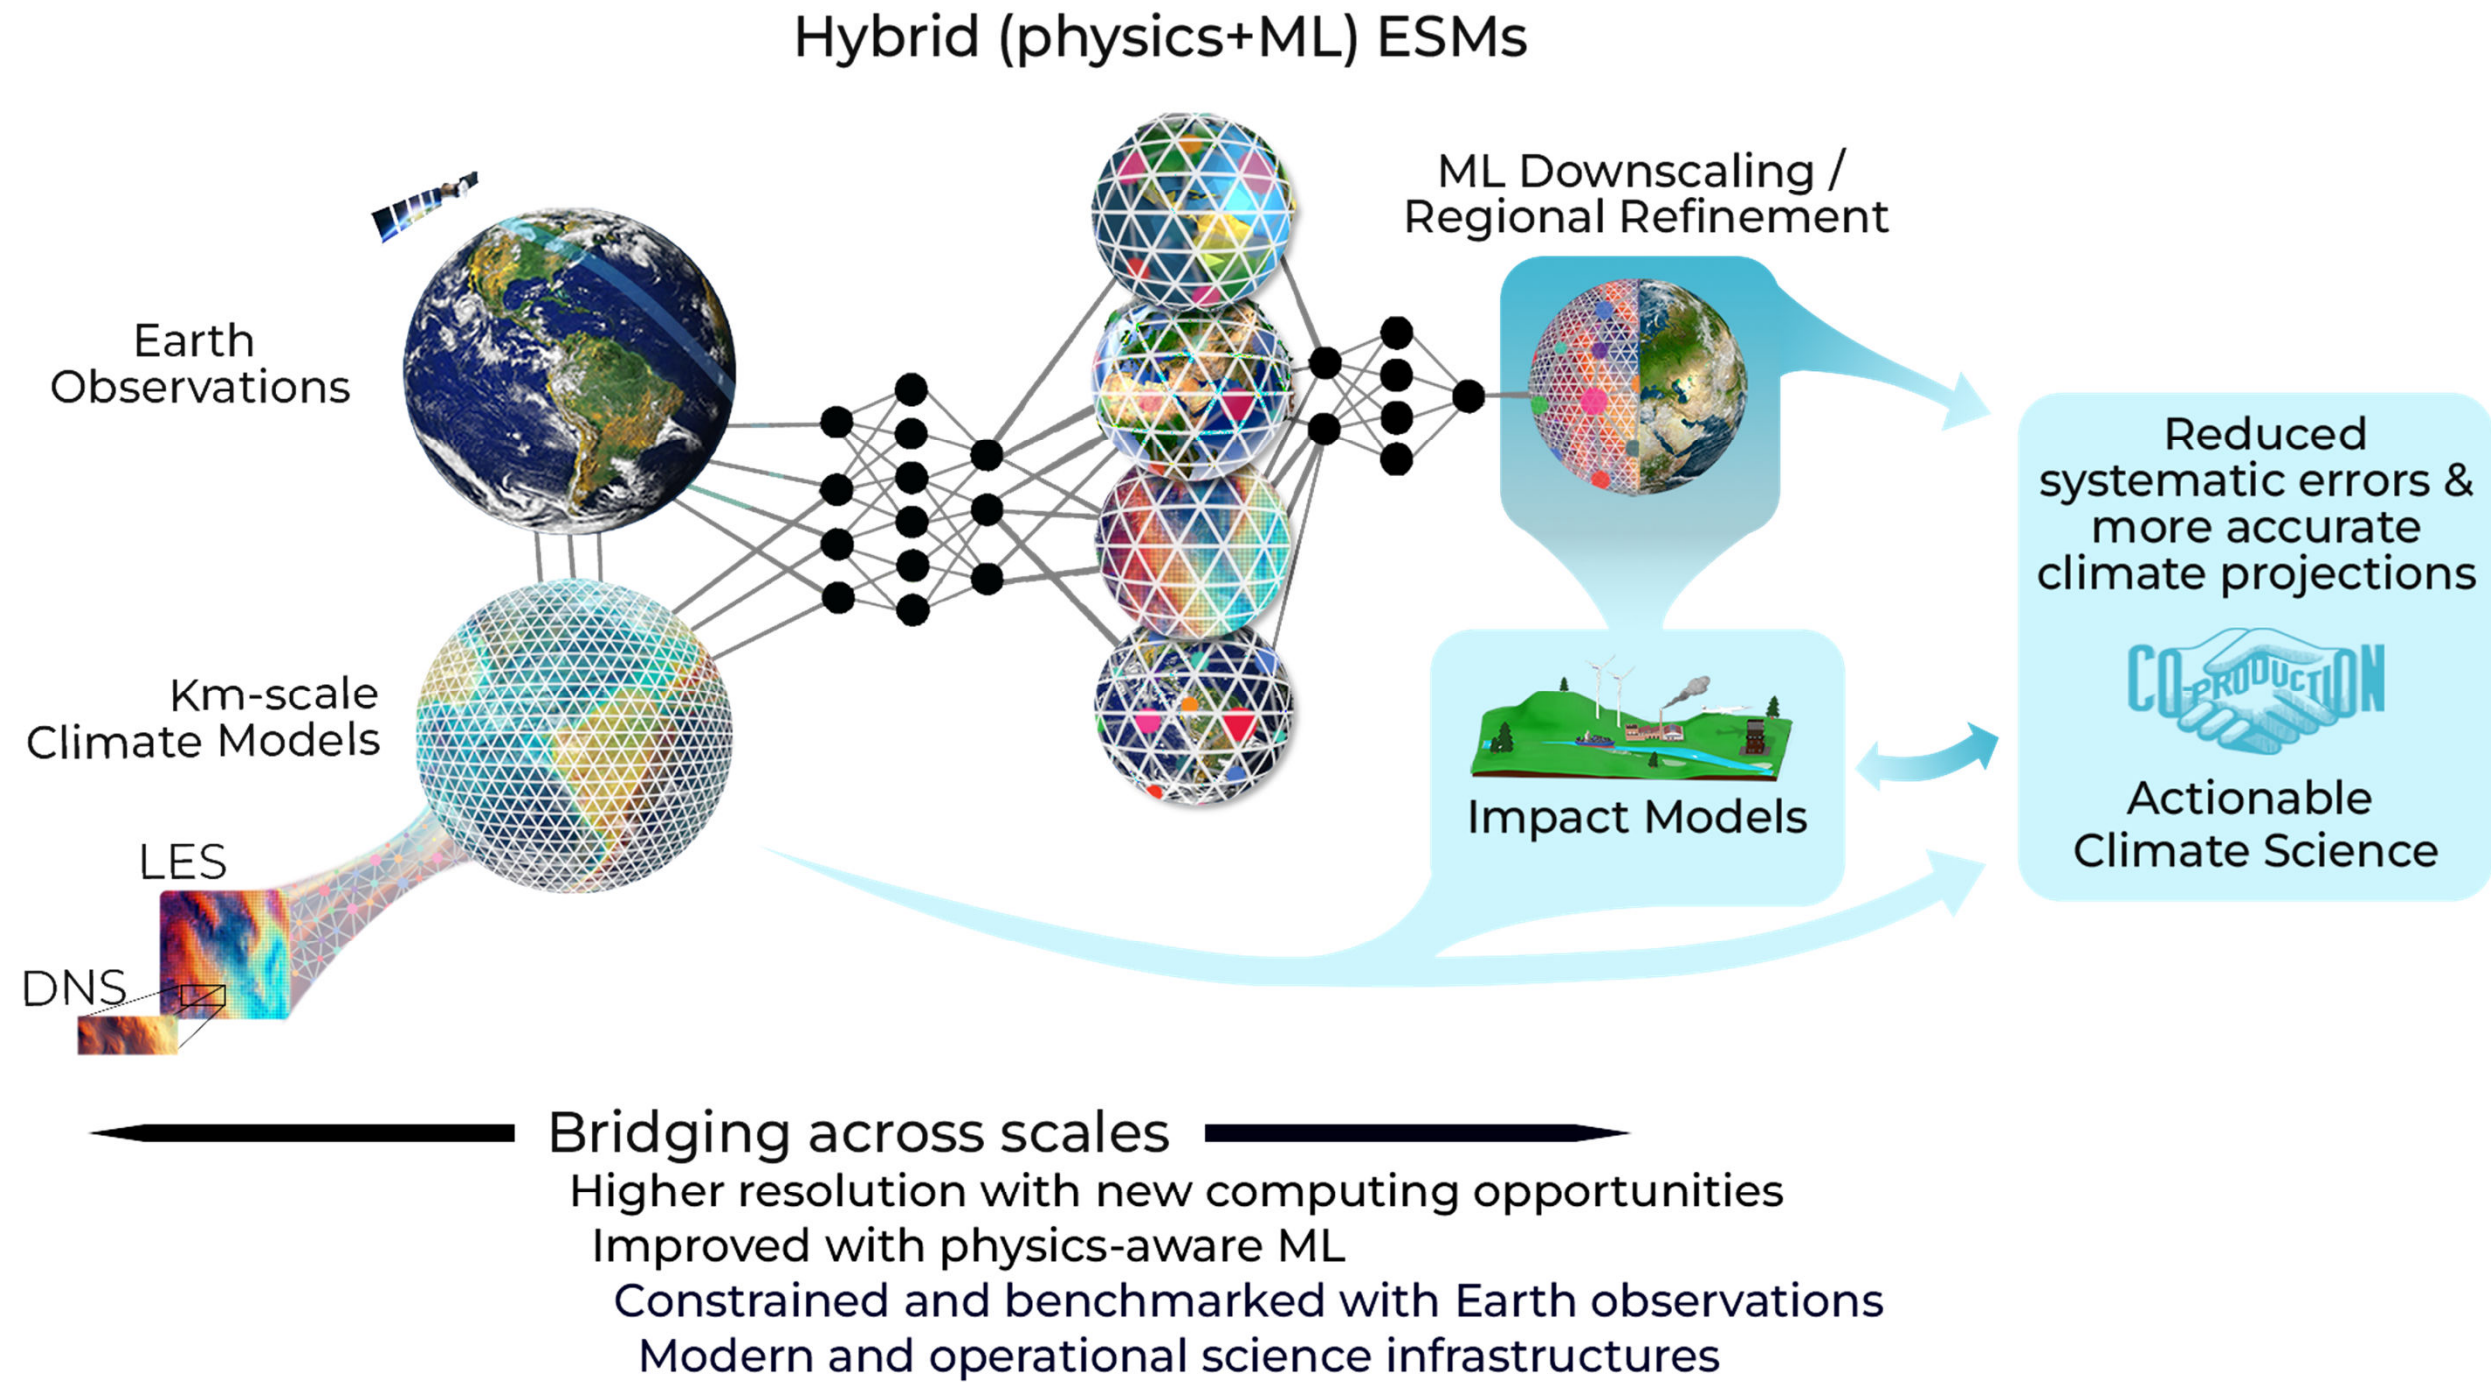 Hybrid (physics+ML) ESMs
ML Downscaling /
Regional Refinement
Earth
Observations
Km-scale
Climate Models
LES
DNS
Impact Models
Reduced
systematic errors &
more accurate
climate projections
CO-PRODUCTION
Actionable
Climate Science
Bridging across scales
Higher resolution with new computing opportunities
Improved with physics-aware ML
Constrained and benchmarked with Earth observations
Modern and operational science infrastructures